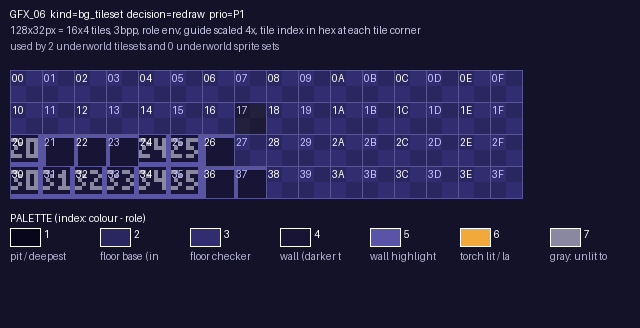 GFX_06 kind=bg_tileset decision=redraw prio=P1
128x32px = 16x4 tiles, 3bpp, role env; guide scaled 4x, tile index in hex at each tile corner
used by 2 underworld tilesets and 0 underworld sprite sets
00 01 02 03 04 05 06 07 08 09 0A 0B 0C 0D 0E 0F
10 11 12 13 14 15 16 17 18 19 1A 1B 1C 1D 1E 1F
20 21 22 23 24 25 26 27 28 29 2A 2B 2C 2D 2E 2F
30 31 32 33 34 35 36 37 38 39 3A 3B 3C 3D 3E 3F
PALETTE (index: colour - role)
1 2 3 4 5 6 7
pit / deepest floor base (in floor checker wall (darker t wall highlight torch lit / la gray: unlit to